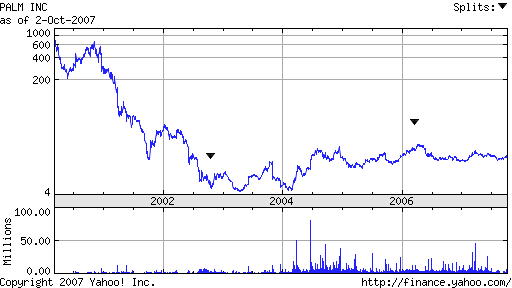 PALM INC Splits:▼
as of 2-Oct-2007
1000
600
400
200
4
2002 2004 2006
100.00
50.00
0.00
Millions
Copyright 2007 Yahoo! Inc. http://finance.yahoo.com/